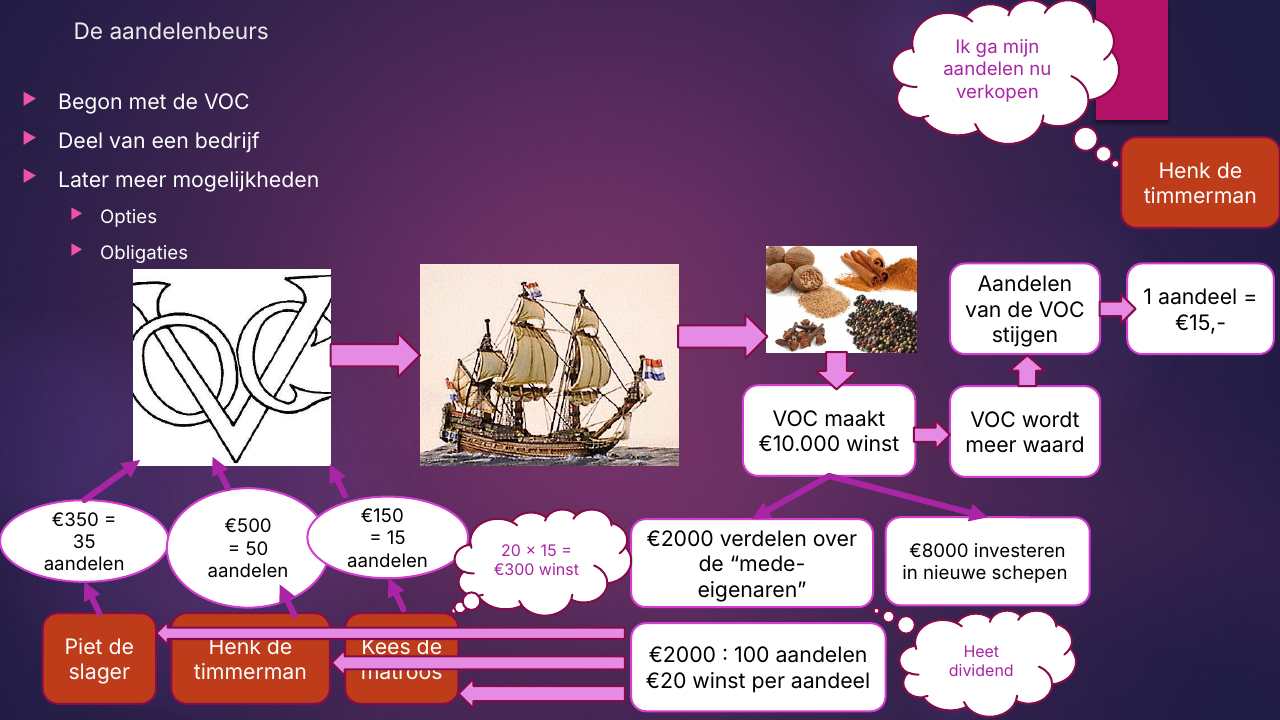 De aandelenbeurs
Begon met de VOC
Deel van een bedrijf
Later meer mogelijkheden
Opties
Obligaties
Ik ga mijn
aandelen nu
verkopen
Henk de
timmerman
VOC
Aandelen
van de VOC
stijgen
1 aandeel =
€15,-
VOC maakt
€10.000 winst
VOC wordt
meer waard
€350 =
35
aandelen
€500
= 50
aandelen
€150
= 15
aandelen
20 × 15 =
€300 winst
€2000 verdelen over
de “mede-
eigenaren”
€8000 investeren
in nieuwe schepen
Piet de
slager
Henk de
timmerman
Kees de
matroos
€2000 : 100 aandelen
€20 winst per aandeel
Heet
dividend